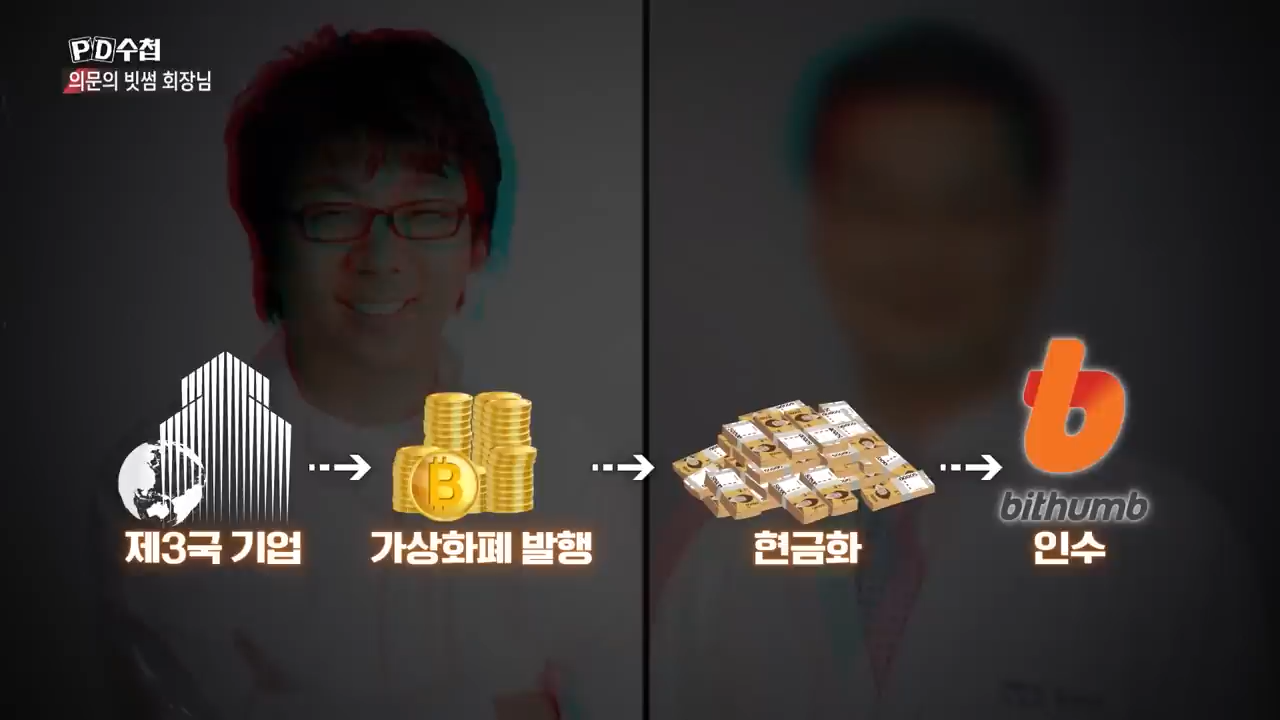 PD수첩
의문의 빗썸 회장님
bithumb
제3국 기업
가상화폐 발행
현금화
인수